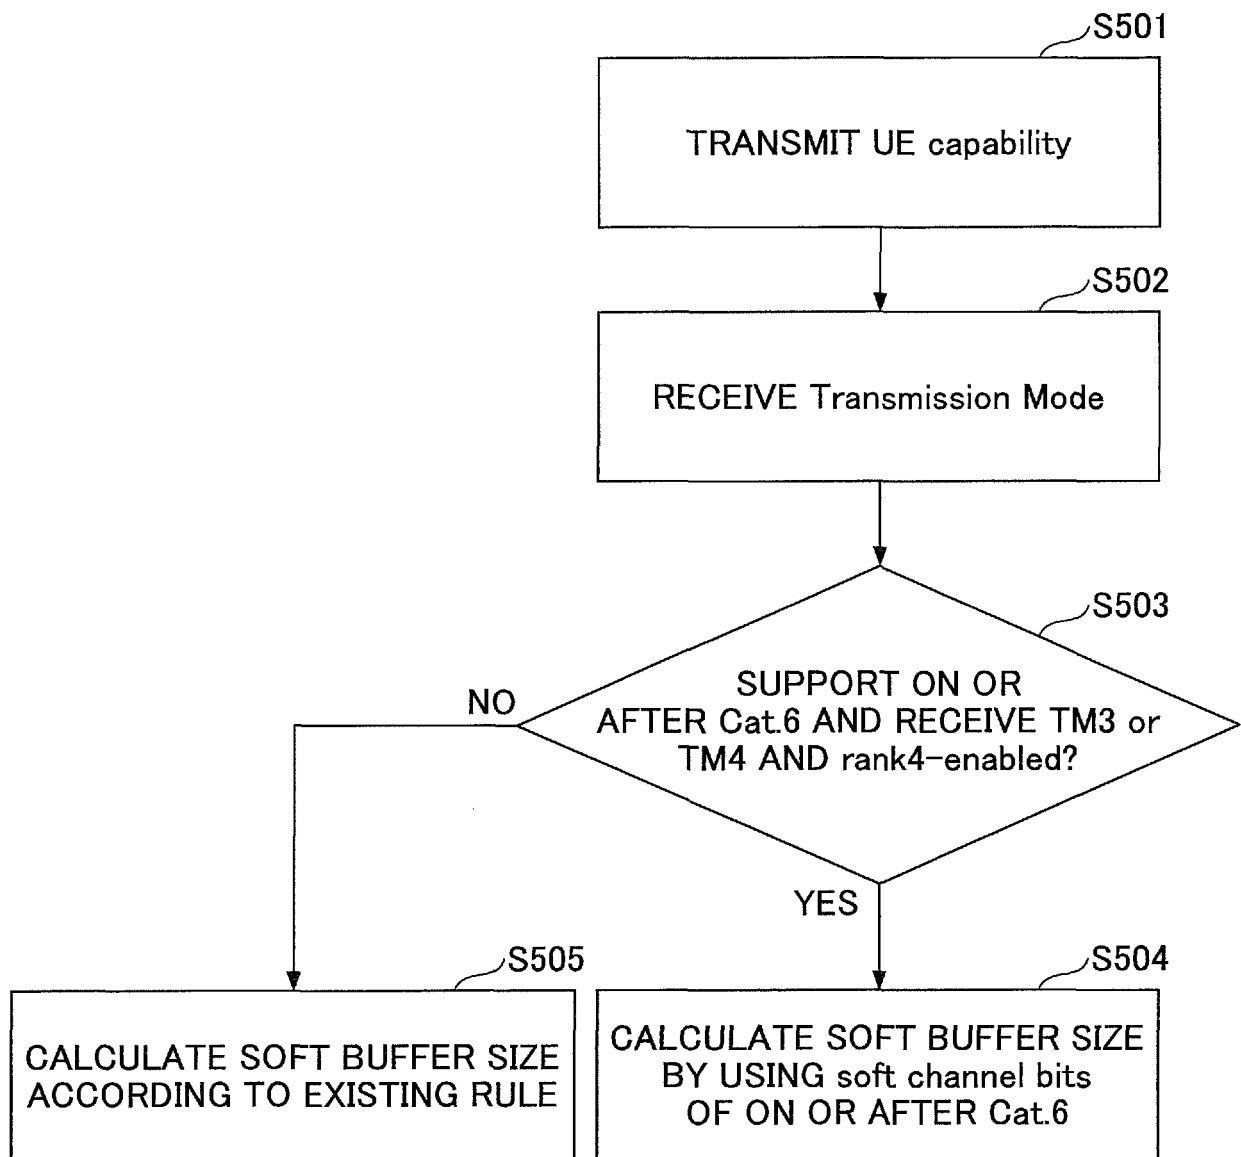 S501
TRANSMIT UE capability
S502
RECEIVE Transmission Mode
S503
SUPPORT ON OR
AFTER Cat.6 AND RECEIVE TM3 or
TM4 AND rank4-enabled?
NO
YES
S505
CALCULATE SOFT BUFFER SIZE
ACCORDING TO EXISTING RULE
S504
CALCULATE SOFT BUFFER SIZE
BY USING soft channel bits
OF ON OR AFTER Cat.6